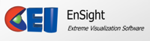 CEI EnSight
Extreme Visualization Software